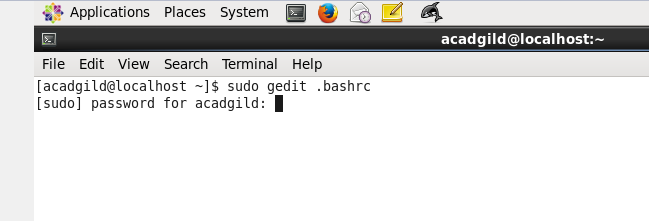 Applications Places System
acadgild@localhost:~
File Edit View Search Terminal Help
[acadgild@localhost ~]$ sudo gedit .bashrc
[sudo] password for acadgild: